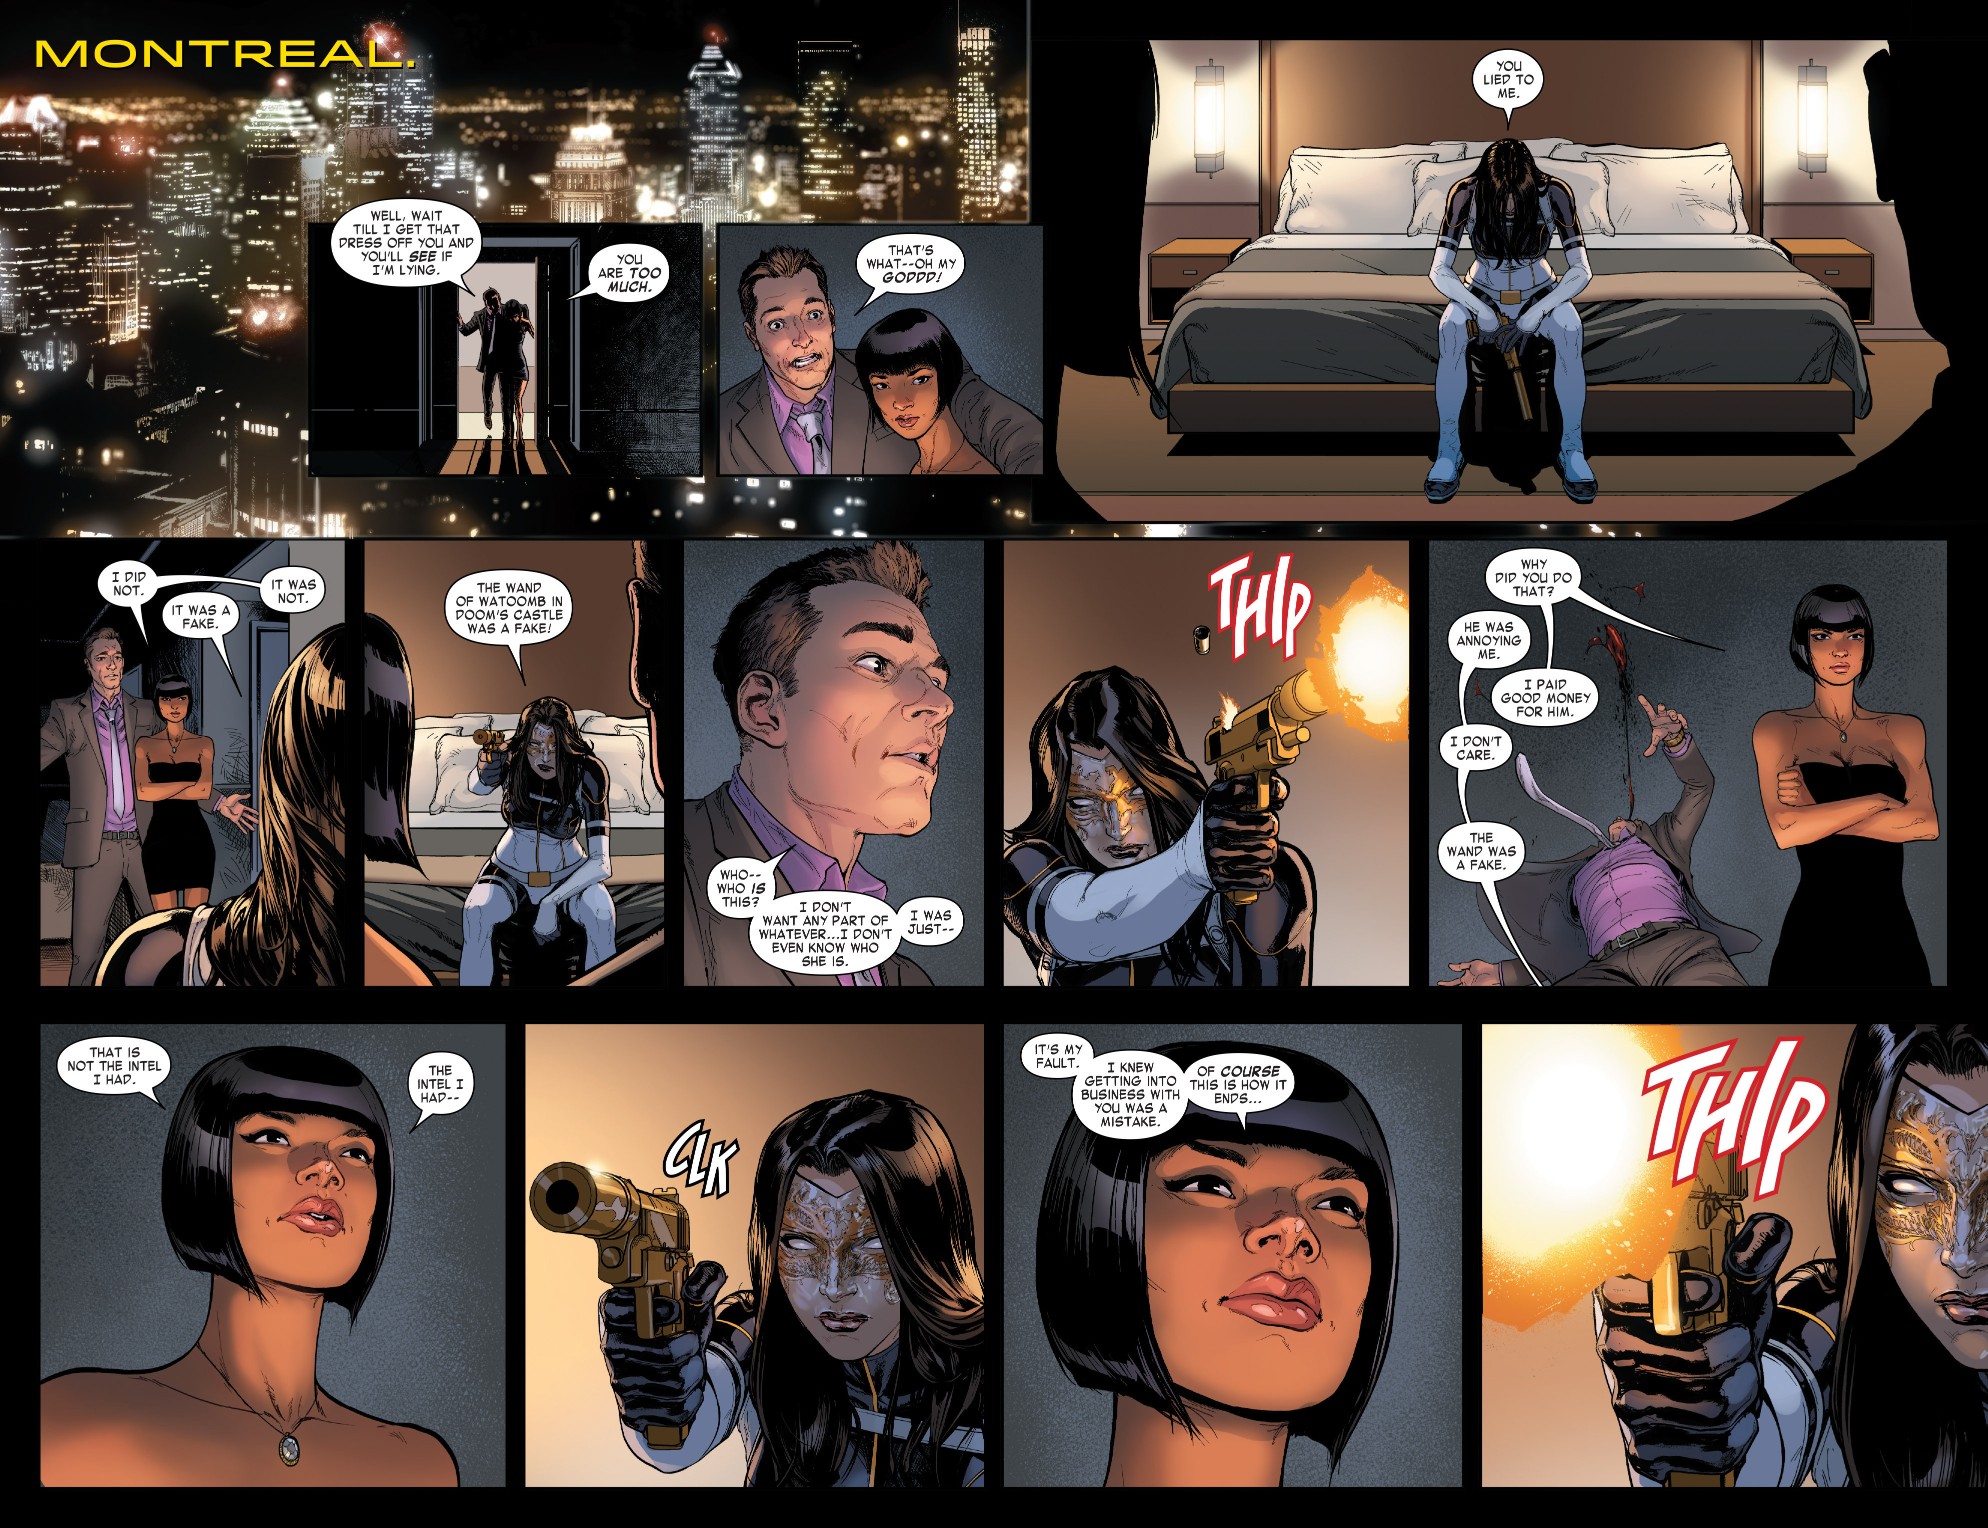 MONTREAL.
WELL, WAIT
TILL I GET THAT
DRESS OFF YOU AND
YOU'LL SEE IF
I'M LYING.
YOU
ARE TOO
MUCH.
THAT'S
WHAT--OH MY
GODDD!
YOU
LIED TO
ME.
I DID
NOT.
IT WAS A
FAKE.
IT WAS
NOT.
THE WAND
OF WATOOMB IN
DOOM'S CASTLE
WAS A FAKE!
WHO--
WHO IS
THIS?
I DON'T
WANT ANY PART OF
WHATEVER...I DON'T
EVEN KNOW WHO
SHE IS.
I WAS
JUST--
THIP
WHY
DID YOU DO
THAT?
HE WAS
ANNOYING
ME.
I PAID
GOOD MONEY
FOR HIM.
I DON'T
CARE.
THE
WAND WAS
A FAKE.
THAT IS
NOT THE INTEL
I HAD.
THE
INTEL I
HAD--
CLK
IT'S MY
FAULT.
I KNEW
GETTING INTO
BUSINESS WITH
YOU WAS A
MISTAKE.
OF COURSE
THIS IS HOW IT
ENDS...
THIP